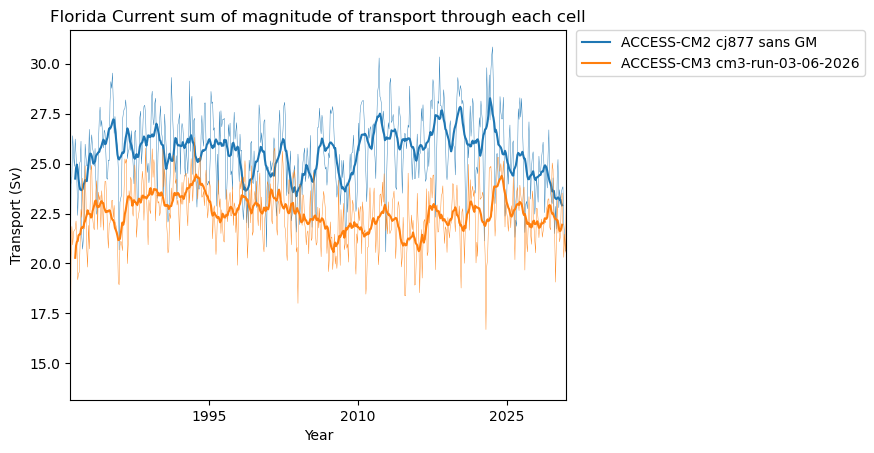 Florida Current sum of magnitude of transport through each cell
ACCESS-CM2 cj877 sans GM
ACCESS-CM3 cm3-run-03-06-2026
30.0
27.5
25.0
22.5
20.0
17.5
15.0
Transport (Sv)
1995
2010
2025
Year